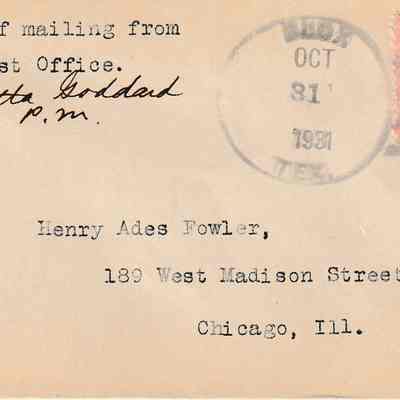 f mailing from
st Office.
tta Goddard
P.M.
OCT
31
1931
TEX.
Henry Ades Fowler,
189 West Madison Street
Chicago, Ill.